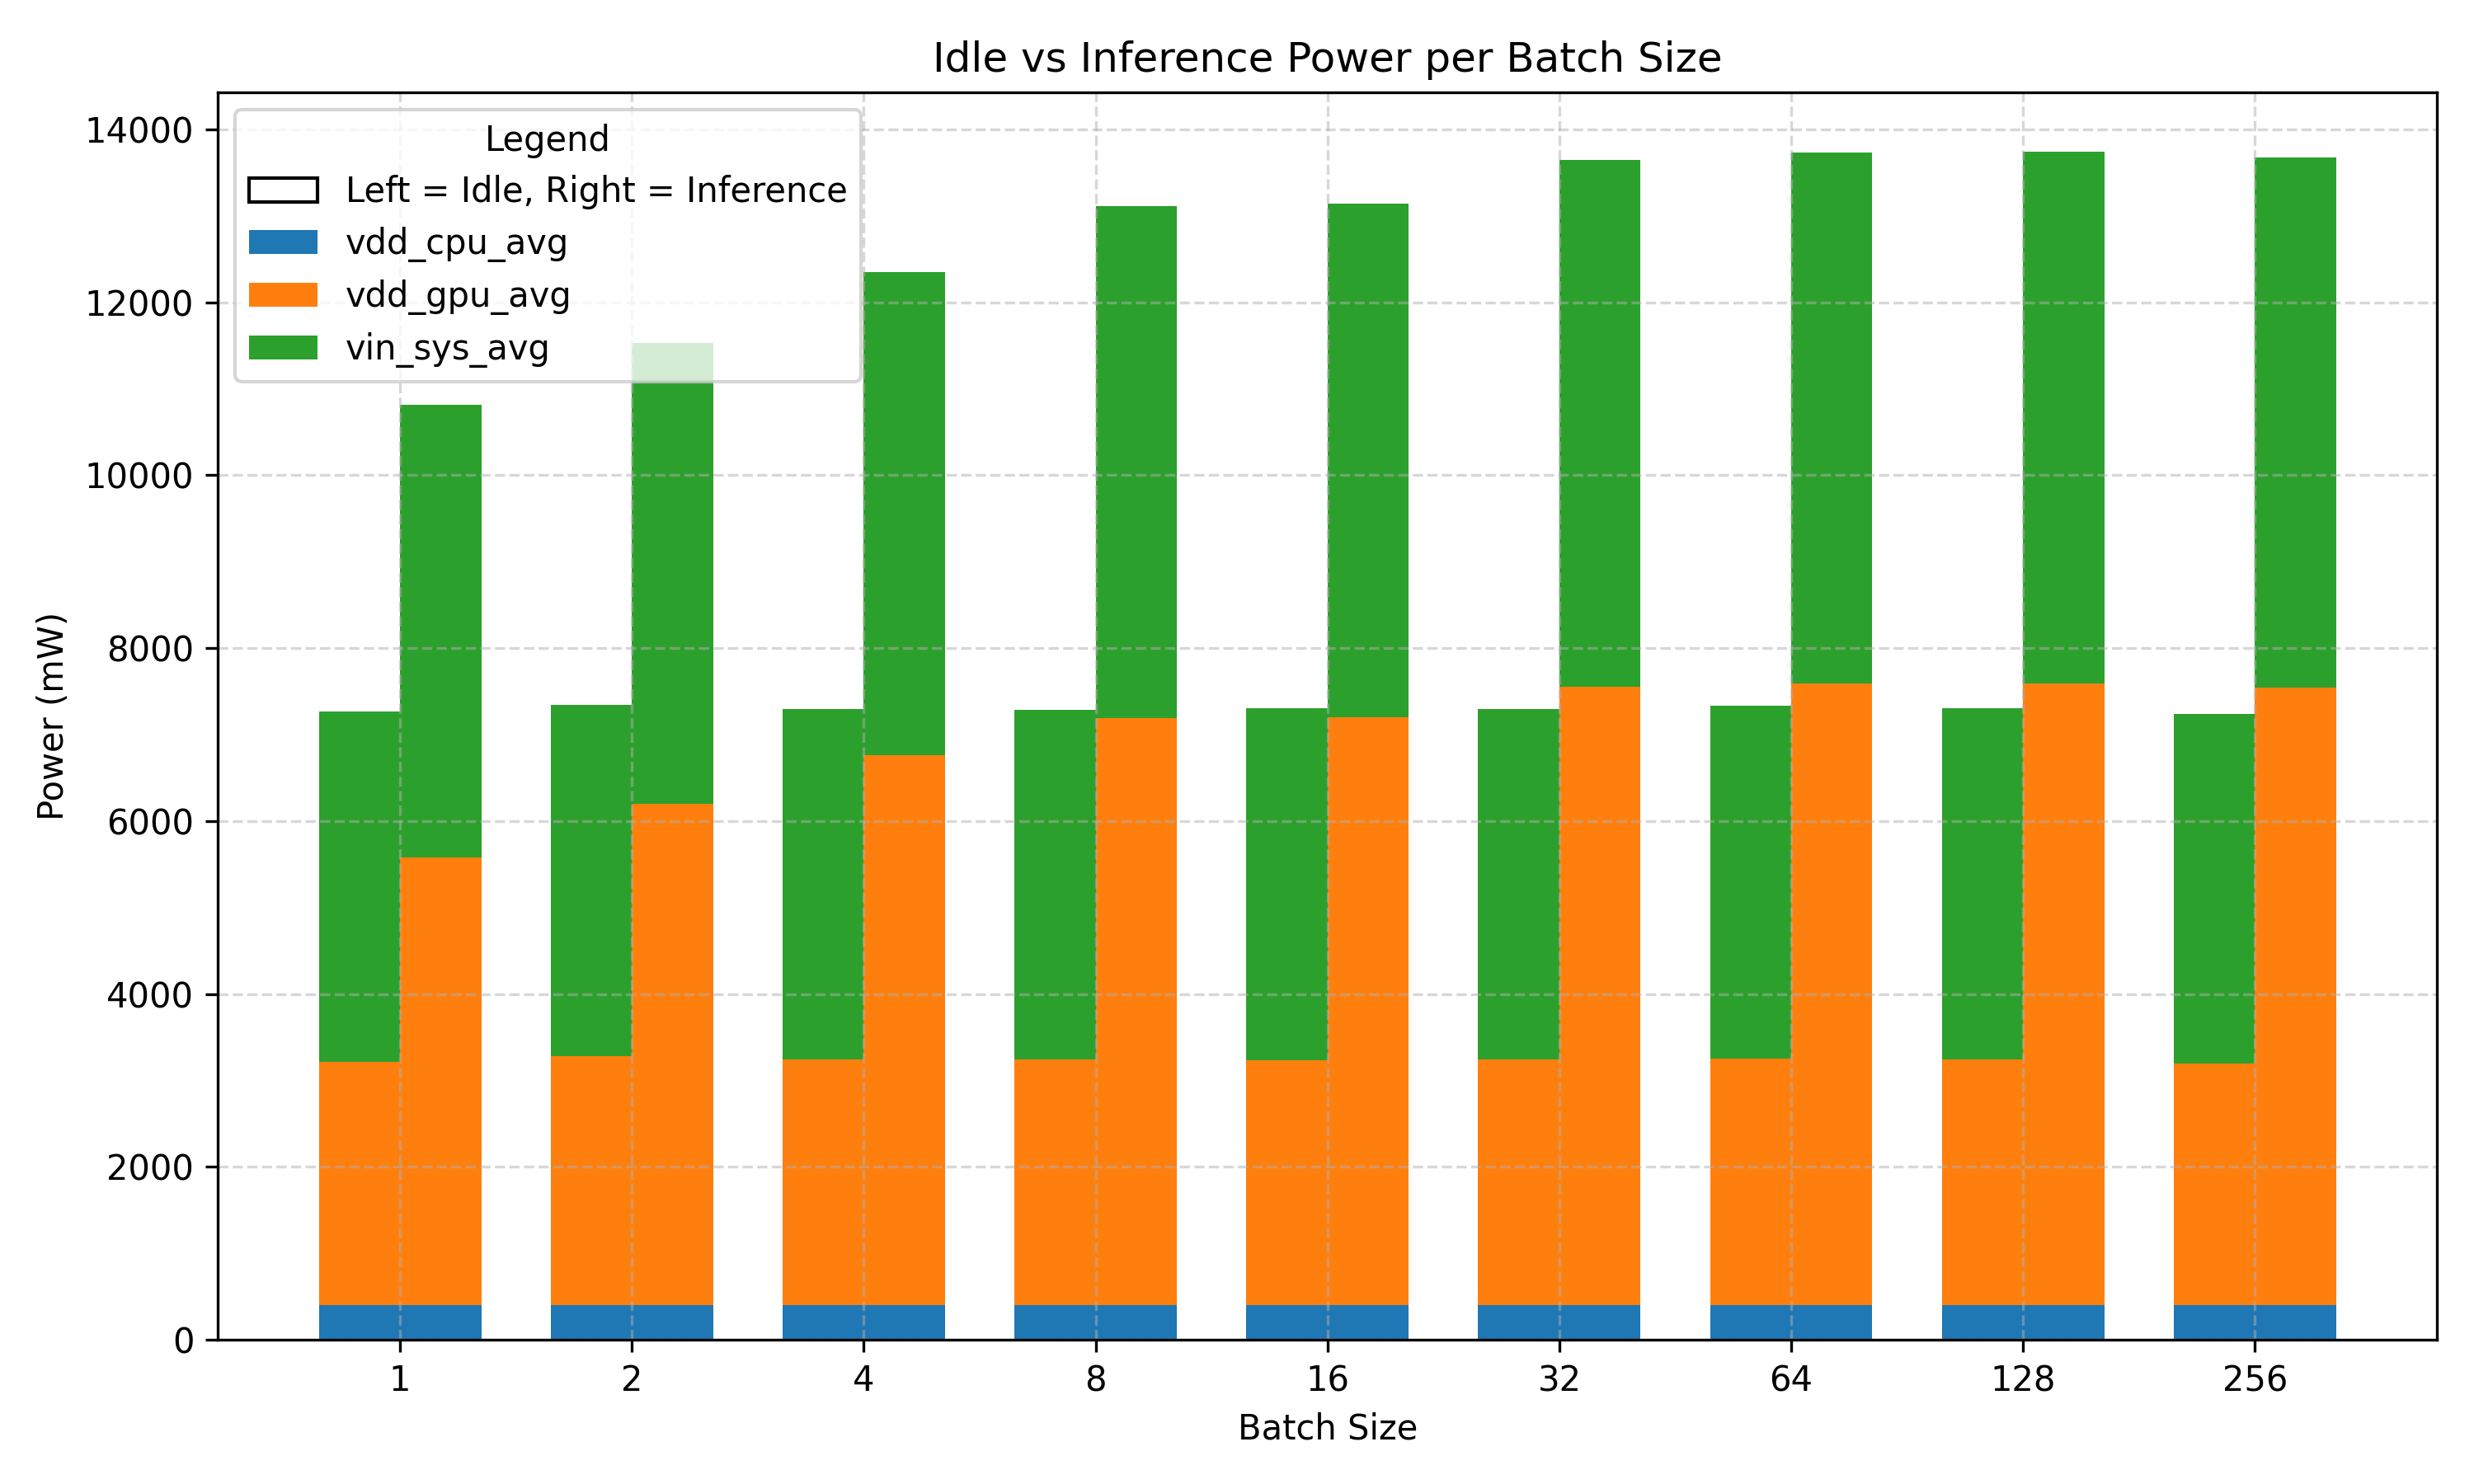 Idle vs Inference Power per Batch Size
Legend
Left = Idle, Right = Inference
vdd_cpu_avg
vdd_gpu_avg
vin_sys_avg
Power (mW)
14000
12000
10000
8000
6000
4000
2000
0
1 2 4 8 16 32 64 128 256
Batch Size